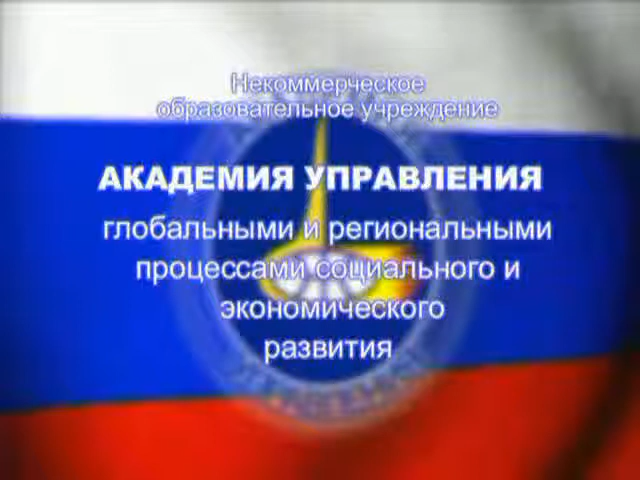 Некоммерческое
образовательное учреждение
АКАДЕМИЯ УПРАВЛЕНИЯ
глобальными и региональными
процессами социального и
экономического
развития